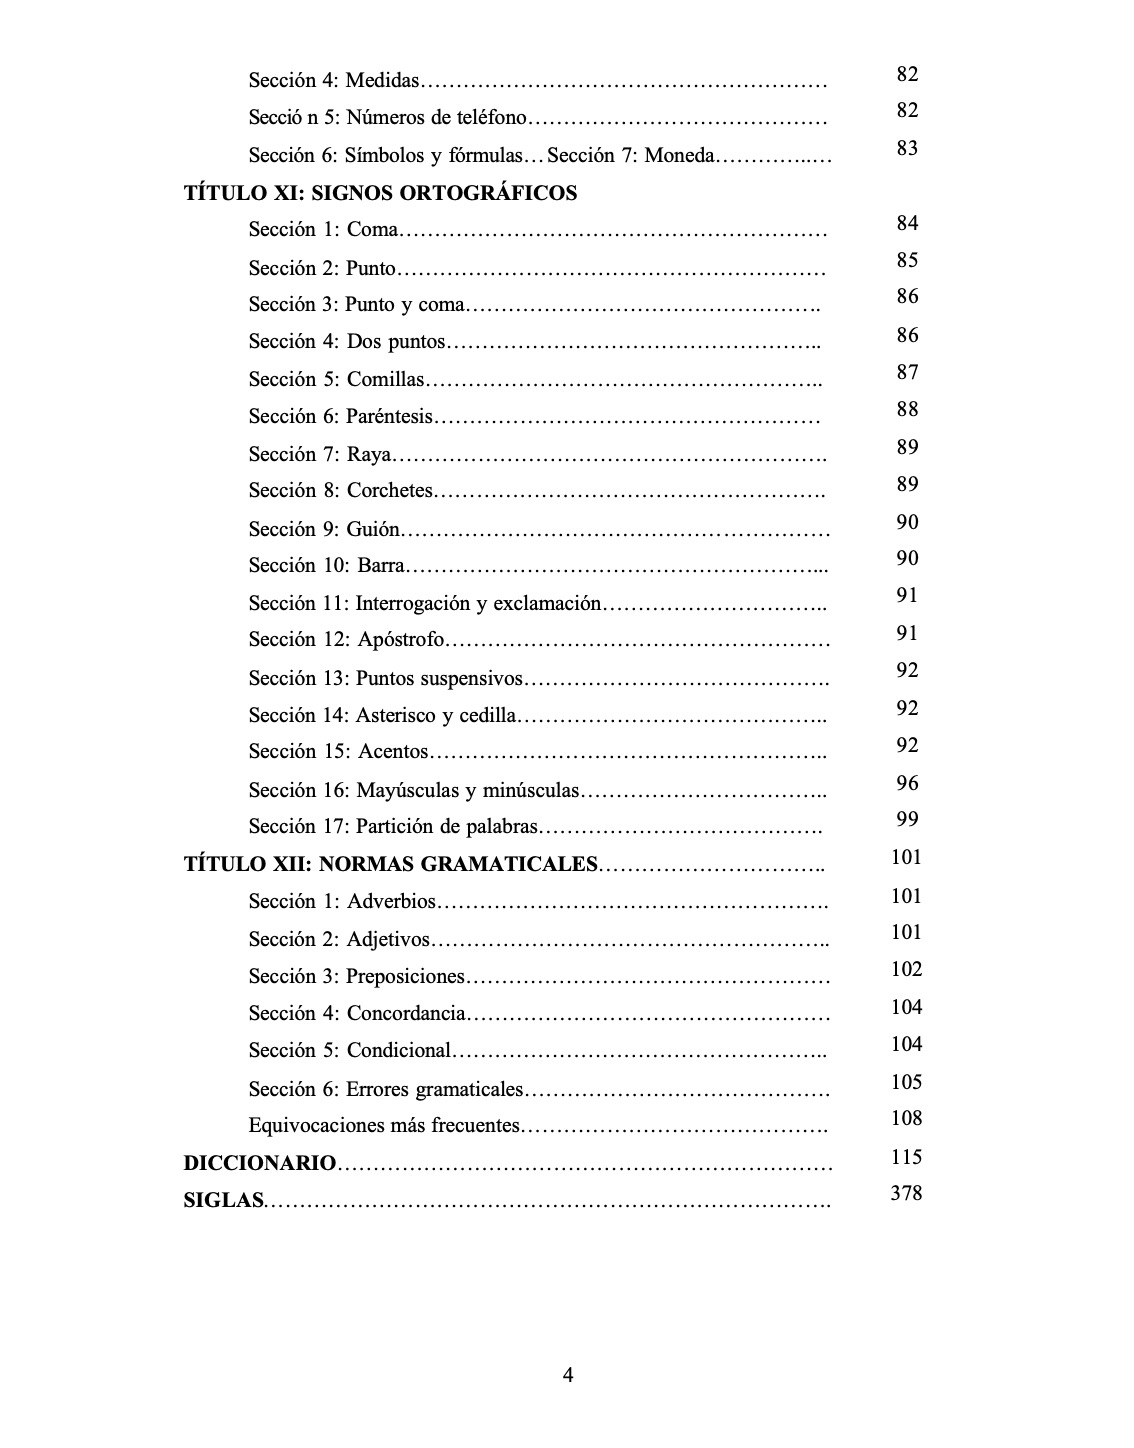 Sección 4: Medidas………………………………………………… 82
Secció n 5: Números de teléfono…………………………………… 82
Sección 6: Símbolos y fórmulas… Sección 7: Moneda…………..… 83
TÍTULO XI: SIGNOS ORTOGRÁFICOS
Sección 1: Coma…………………………………………………… 84
Sección 2: Punto…………………………………………………… 85
Sección 3: Punto y coma…………………………………………. 86
Sección 4: Dos puntos…………………………………………….. 86
Sección 5: Comillas……………………………………………….. 87
Sección 6: Paréntesis……………………………………………… 88
Sección 7: Raya……………………………………………………. 89
Sección 8: Corchetes………………………………………………. 89
Sección 9: Guión…………………………………………………… 90
Sección 10: Barra…………………………………………………... 90
Sección 11: Interrogación y exclamación………………………….. 91
Sección 12: Apóstrofo……………………………………………… 91
Sección 13: Puntos suspensivos……………………………………. 92
Sección 14: Asterisco y cedilla…………………………………….. 92
Sección 15: Acentos……………………………………………….. 92
Sección 16: Mayúsculas y minúsculas…………………………….. 96
Sección 17: Partición de palabras…………………………………. 99
TÍTULO XII: NORMAS GRAMATICALES………………………….. 101
Sección 1: Adverbios………………………………………………. 101
Sección 2: Adjetivos……………………………………………….. 101
Sección 3: Preposiciones…………………………………………… 102
Sección 4: Concordancia…………………………………………… 104
Sección 5: Condicional…………………………………………….. 104
Sección 6: Errores gramaticales……………………………………. 105
Equivocaciones más frecuentes……………………………………. 108
DICCIONARIO…………………………………………………………… 115
SIGLAS……………………………………………………………………. 378
4